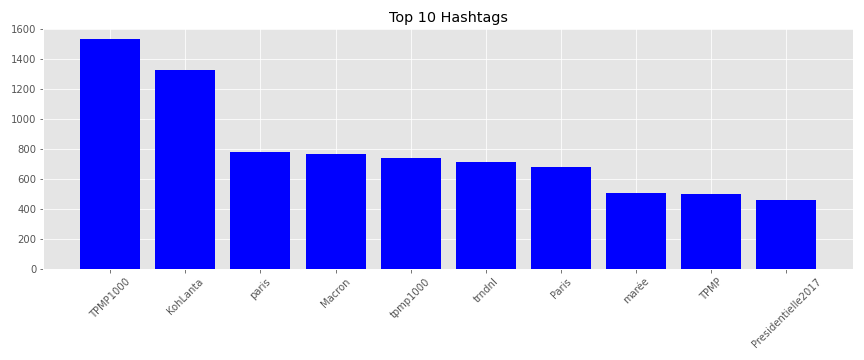 Top 10 Hashtags
1600
1400
1200
1000
800
600
400
200
0
TPMP1000
KohLanta
paris
Macron
tpmp1000
trndnl
Paris
marée
TPMP
Presidentielle2017